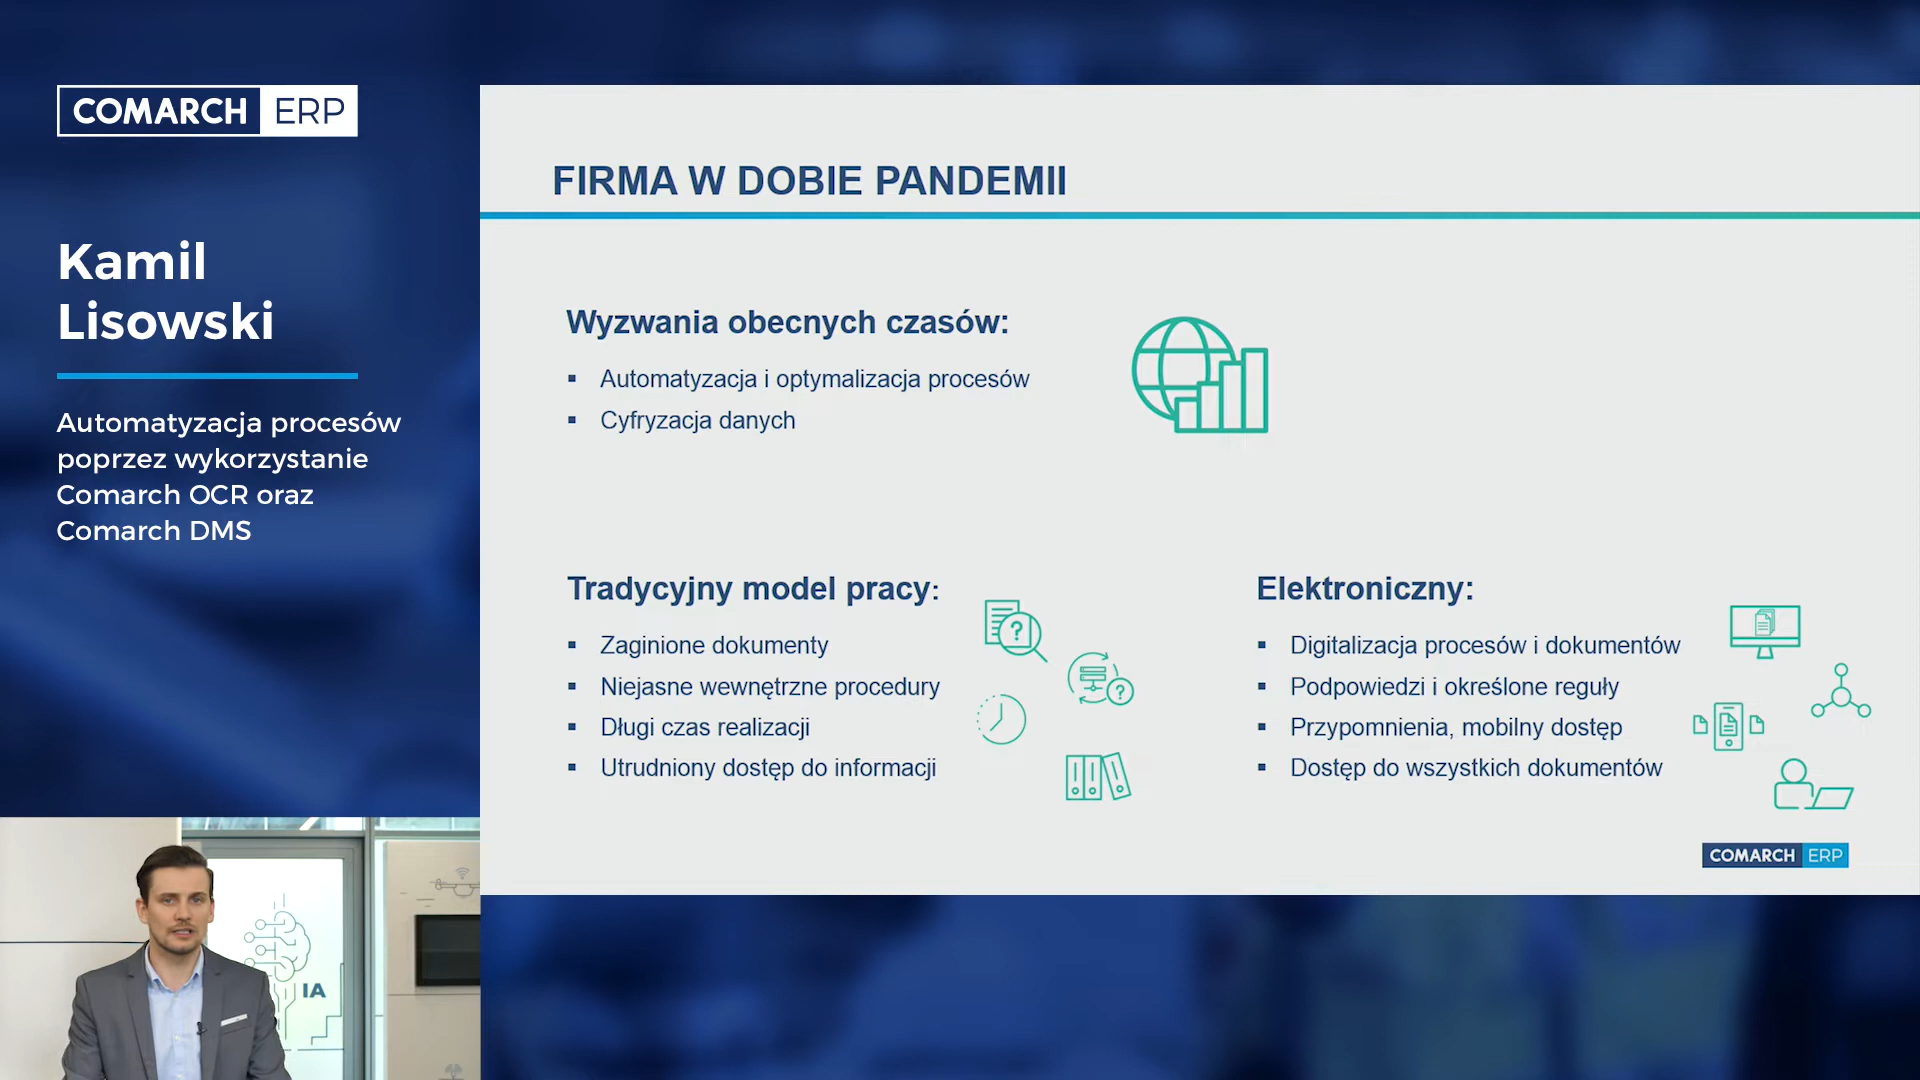 COMARCH ERP
Kamil
Lisowski
Automatyzacja procesów
poprzez wykorzystanie
Comarch OCR oraz
Comarch DMS
FIRMA W DOBIE PANDEMII
Wyzwania obecnych czasów:
Automatyzacja i optymalizacja procesów
Cyfryzacja danych
Tradycyjny model pracy:
Zaginione dokumenty
Niejasne wewnętrzne procedury
Długi czas realizacji
Utrudniony dostęp do informacji
Elektroniczny:
Digitalizacja procesów i dokumentów
Podpowiedzi i określone reguły
Przypomnienia, mobilny dostęp
Dostęp do wszystkich dokumentów
COMARCH ERP
IA